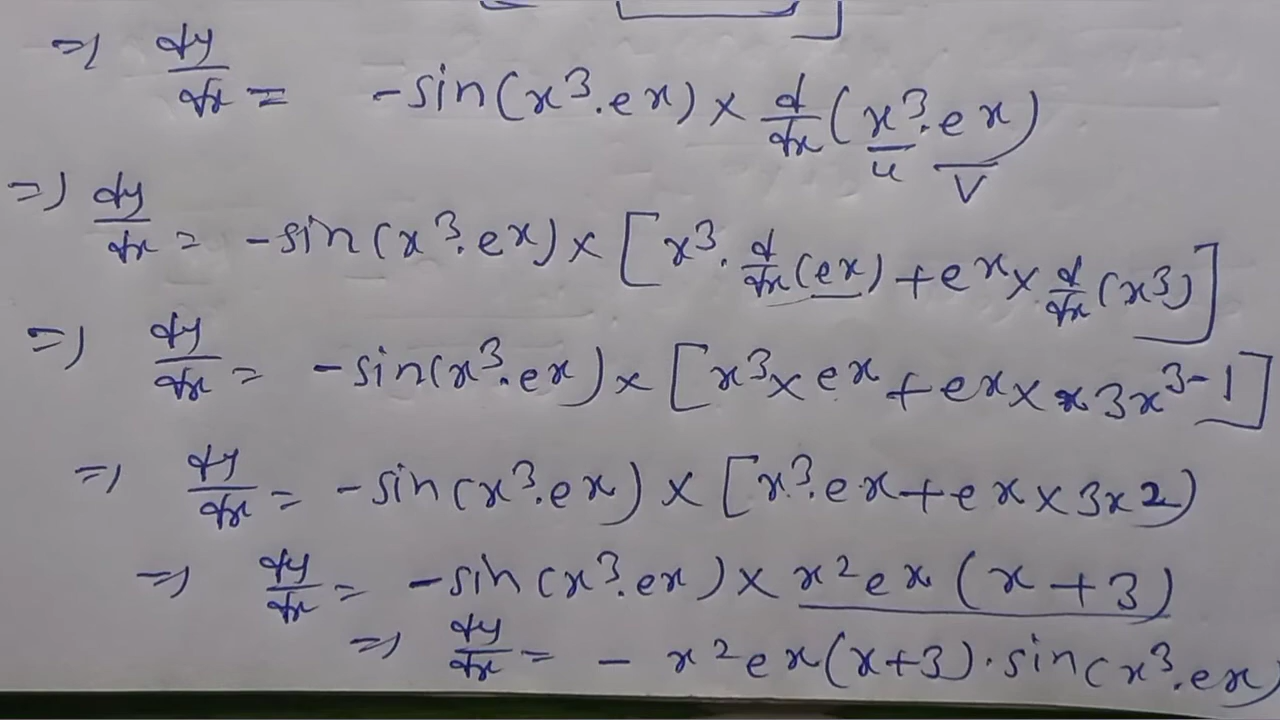 => dy/dx = -sin(x³.eˣ) × d/dx (x³.eˣ)
u v
=> dy/dx = -sin(x³.eˣ) × [x³. d/dx (eˣ) + eˣ × d/dx (x³)]
=> dy/dx = -sin(x³.eˣ) × [x³ × eˣ + eˣ × 3x³⁻¹]
=> dy/dx = -sin(x³.eˣ) × [x³.eˣ + eˣ × 3x²)
=> dy/dx = -sin(x³.eˣ) × x²eˣ (x + 3)
=> dy/dx = - x²eˣ(x+3).sin(x³.eˣ)